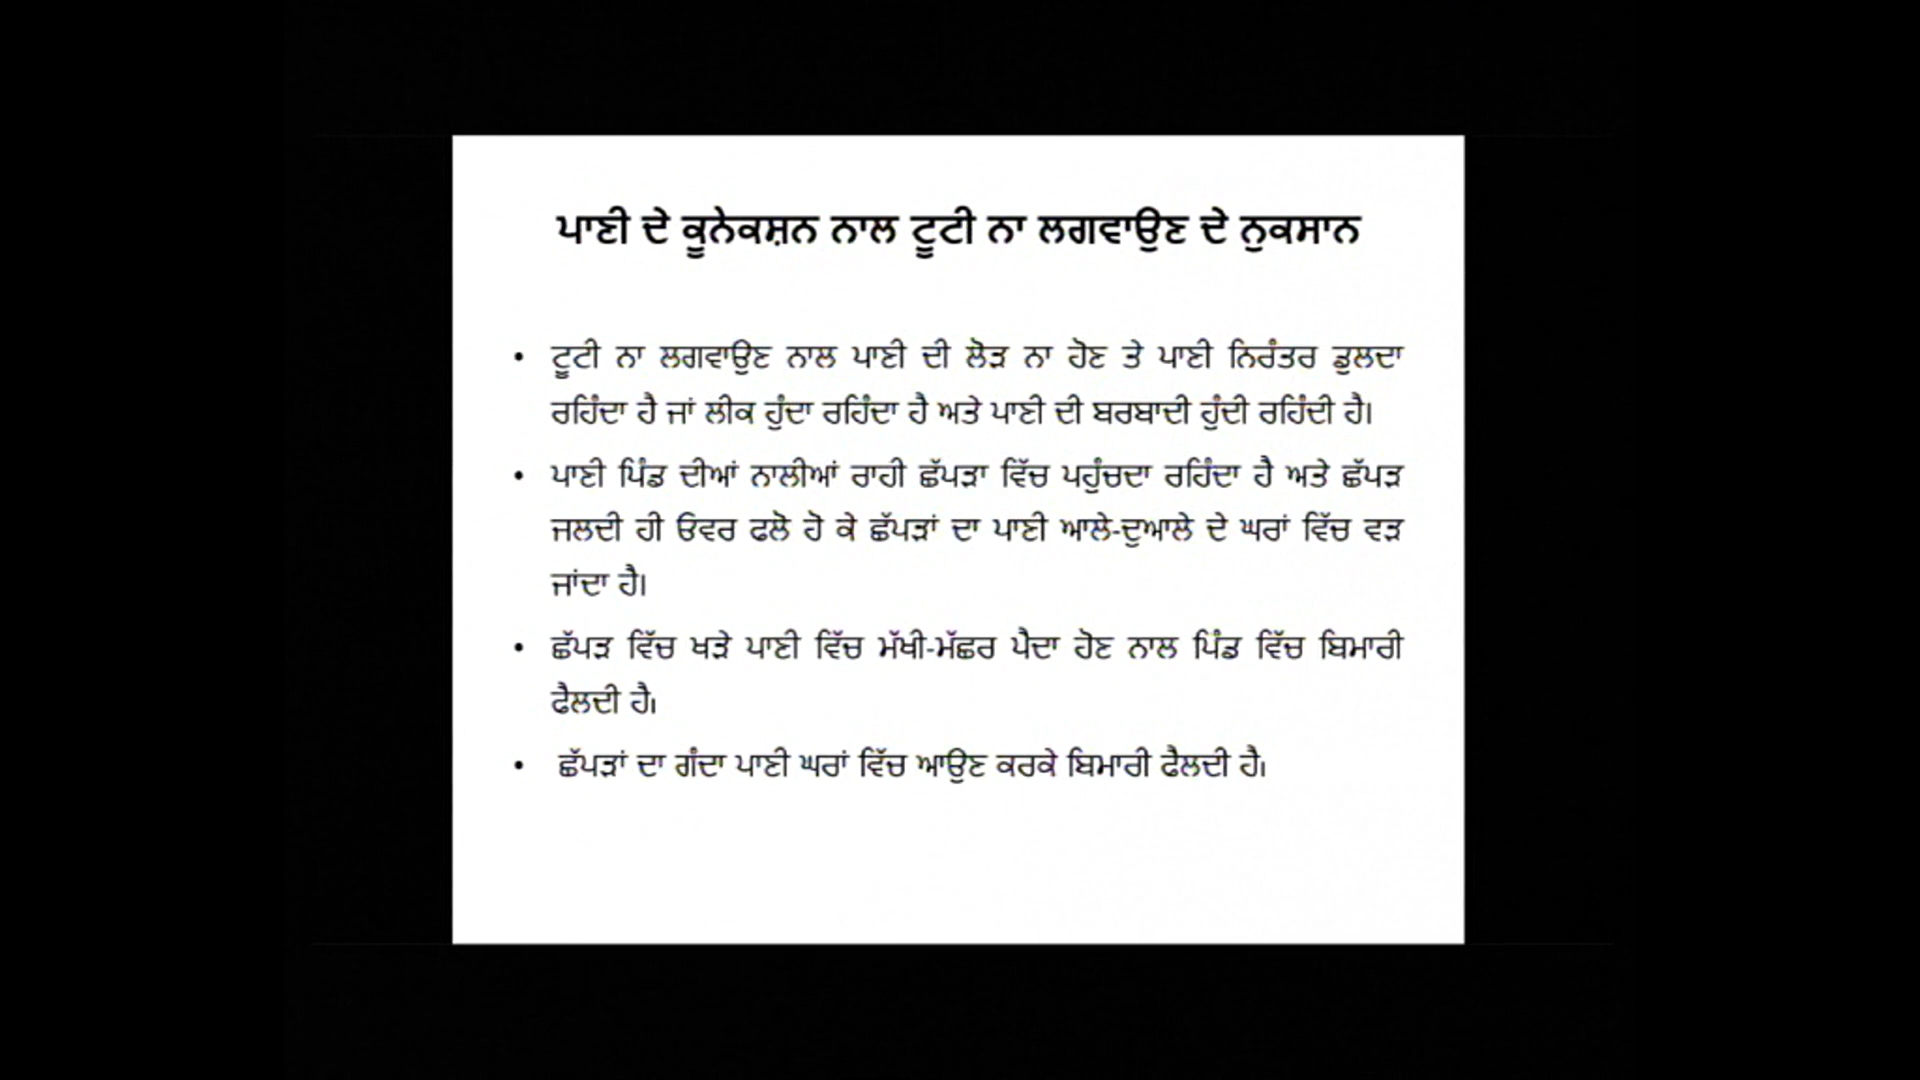 ਪਾਣੀ ਦੇ ਕੂਨੇਕਸ਼ਨ ਨਾਲ ਟੂਟੀ ਨਾ ਲਗਵਾਉਣ ਦੇ ਨੁਕਸਾਨ
• ਟੂਟੀ ਨਾ ਲਗਵਾਉਣ ਨਾਲ ਪਾਣੀ ਦੀ ਲੋੜ ਨਾ ਹੋਣ ਤੇ ਪਾਣੀ ਨਿਰੰਤਰ ਡੁਲਦਾ
ਰਹਿੰਦਾ ਹੈ ਜਾਂ ਲੀਕ ਹੁੰਦਾ ਰਹਿੰਦਾ ਹੈ ਅਤੇ ਪਾਣੀ ਦੀ ਬਰਬਾਦੀ ਹੁੰਦੀ ਰਹਿੰਦੀ ਹੈ।
• ਪਾਣੀ ਪਿੰਡ ਦੀਆਂ ਨਾਲੀਆਂ ਰਾਹੀ ਛੱਪੜਾ ਵਿੱਚ ਪਹੁੰਚਦਾ ਰਹਿੰਦਾ ਹੈ ਅਤੇ ਛੱਪੜ
ਜਲਦੀ ਹੀ ਓਵਰ ਫਲੋ ਹੋ ਕੇ ਛੱਪੜਾਂ ਦਾ ਪਾਣੀ ਆਲੇ-ਦੁਆਲੇ ਦੇ ਘਰਾਂ ਵਿੱਚ ਵੜ
ਜਾਂਦਾ ਹੈ।
• ਛੱਪੜ ਵਿੱਚ ਖੜੇ ਪਾਣੀ ਵਿੱਚ ਮੱਖੀ-ਮੱਛਰ ਪੈਦਾ ਹੋਣ ਨਾਲ ਪਿੰਡ ਵਿੱਚ ਬਿਮਾਰੀ
ਫੈਲਦੀ ਹੈ।
• ਛੱਪੜਾਂ ਦਾ ਗੰਦਾ ਪਾਣੀ ਘਰਾਂ ਵਿੱਚ ਆਉਣ ਕਰਕੇ ਬਿਮਾਰੀ ਫੈਲਦੀ ਹੈ।